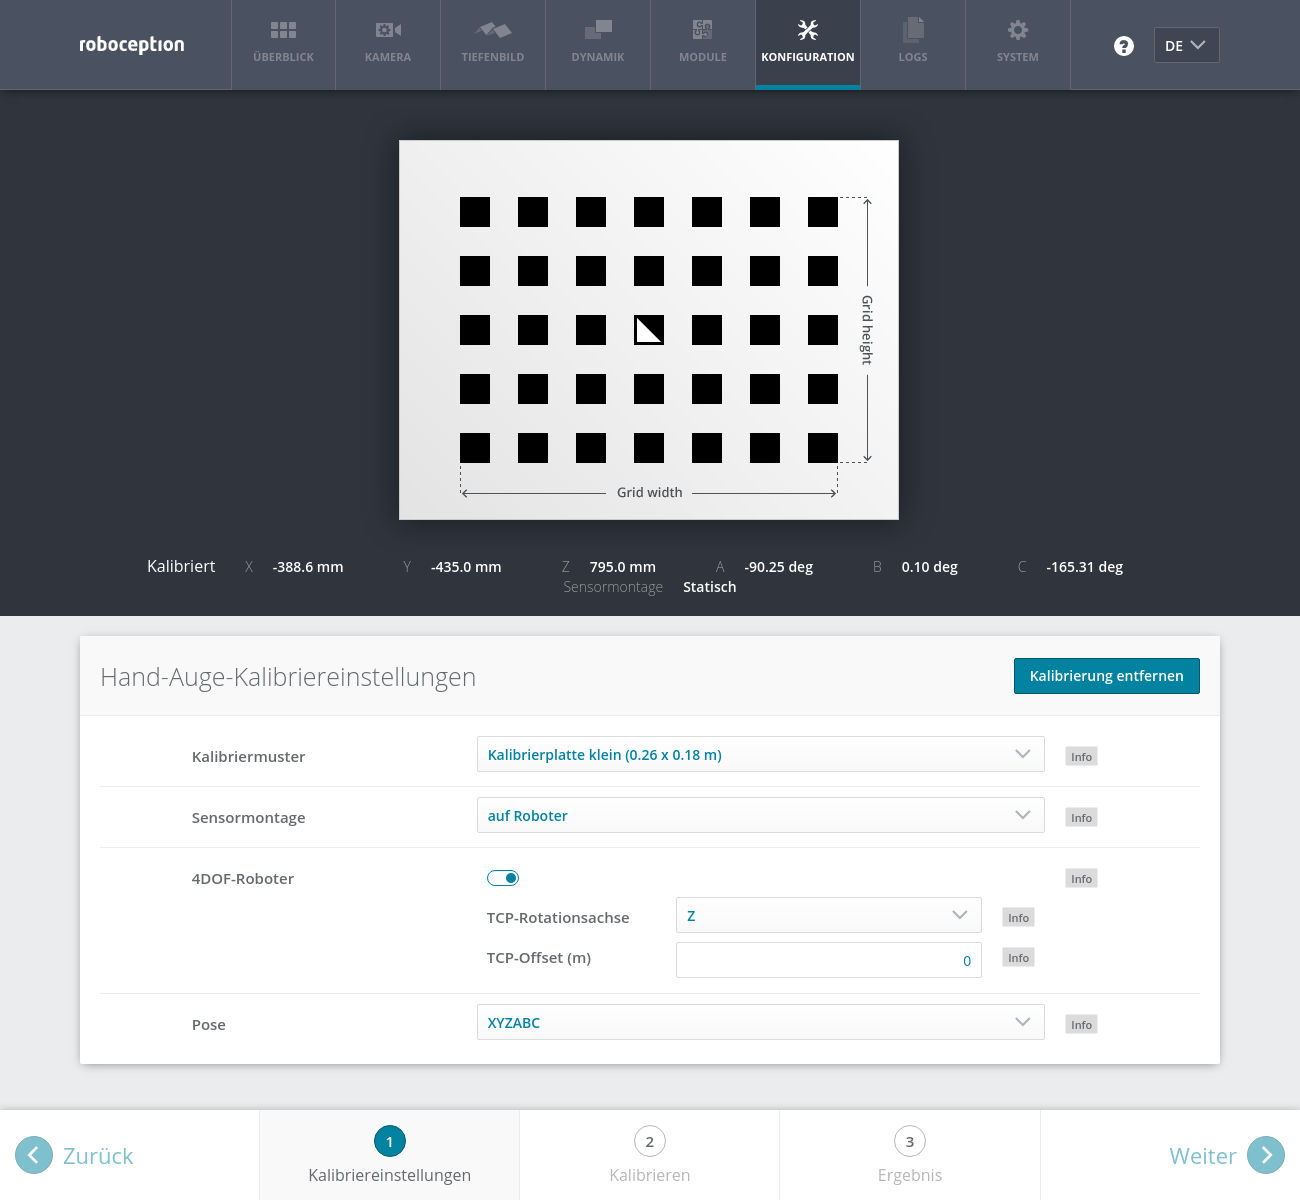 roboception
ÜBERBLICK
KAMERA
TIEFENBILD
DYNAMIK
MODULE
KONFIGURATION
LOGS
SYSTEM
?
DE
Grid height
Grid width
Kalibriert X -388.6 mm Y -435.0 mm Z 795.0 mm A -90.25 deg B 0.10 deg C -165.31 deg
Sensormontage Statisch
Hand-Auge-Kalibriereinstellungen
Kalibrierung entfernen
Kalibriermuster Kalibrierplatte klein (0.26 x 0.18 m) Info
Sensormontage auf Roboter Info
4DOF-Roboter Info
TCP-Rotationsachse Z Info
TCP-Offset (m) 0 Info
Pose XYZABC Info
Zurück
1
Kalibriereinstellungen
2
Kalibrieren
3
Ergebnis
Weiter